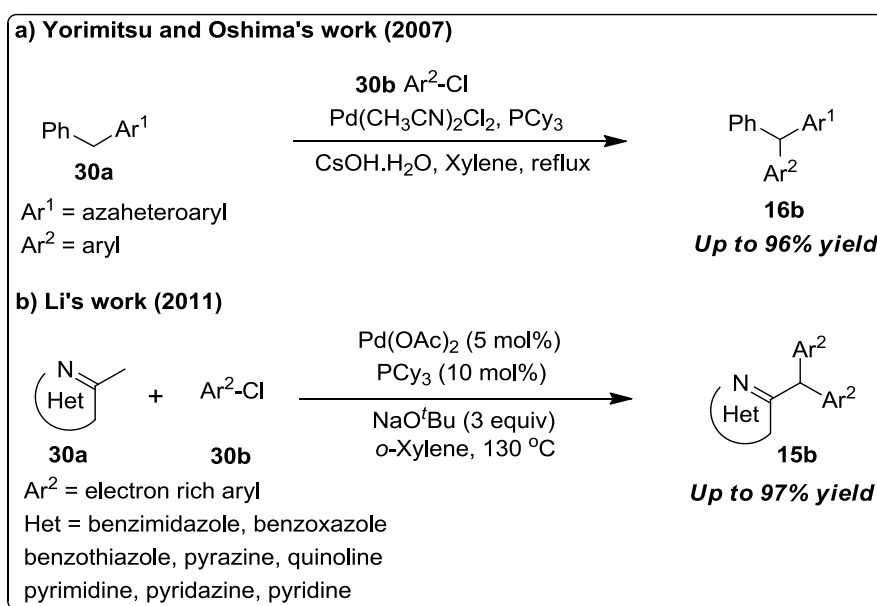 a) Yorimitsu and Oshima's work (2007)
30b Ar²-Cl
Pd(CH₃CN)₂Cl₂, PCy₃
CsOH.H₂O, Xylene, reflux
Ph Ar¹
30a
Ar¹ = azaheteroaryl
Ar² = aryl
Ph Ar¹
Ar²
16b
Up to 96% yield
b) Li's work (2011)
N
Het
30a
+
Ar²-Cl
30b
Pd(OAc)₂ (5 mol%)
PCy₃ (10 mol%)
NaOᵗBu (3 equiv)
o-Xylene, 130 °C
Ar²
N
Het
Ar²
15b
Up to 97% yield
Ar² = electron rich aryl
Het = benzimidazole, benzoxazole
benzothiazole, pyrazine, quinoline
pyrimidine, pyridazine, pyridine